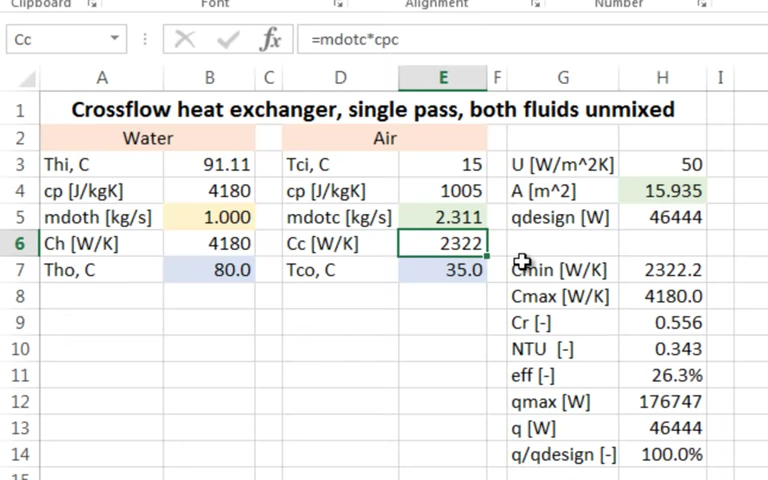 Clipboard Font Alignment Number
Cc =mdotc*cpc
A B C D E F G H I
1 Crossflow heat exchanger, single pass, both fluids unmixed
2 Water Air
3 Thi, C 91.11 Tci, C 15 U [W/m^2K] 50
4 cp [J/kgK] 4180 cp [J/kgK] 1005 A [m^2] 15.935
5 mdoth [kg/s] 1.000 mdotc [kg/s] 2.311 qdesign [W] 46444
6 Ch [W/K] 4180 Cc [W/K] 2322
7 Tho, C 80.0 Tco, C 35.0 Cmin [W/K] 2322.2
8 Cmax [W/K] 4180.0
9 Cr [-] 0.556
10 NTU [-] 0.343
11 eff [-] 26.3%
12 qmax [W] 176747
13 q [W] 46444
14 q/qdesign [-] 100.0%
15